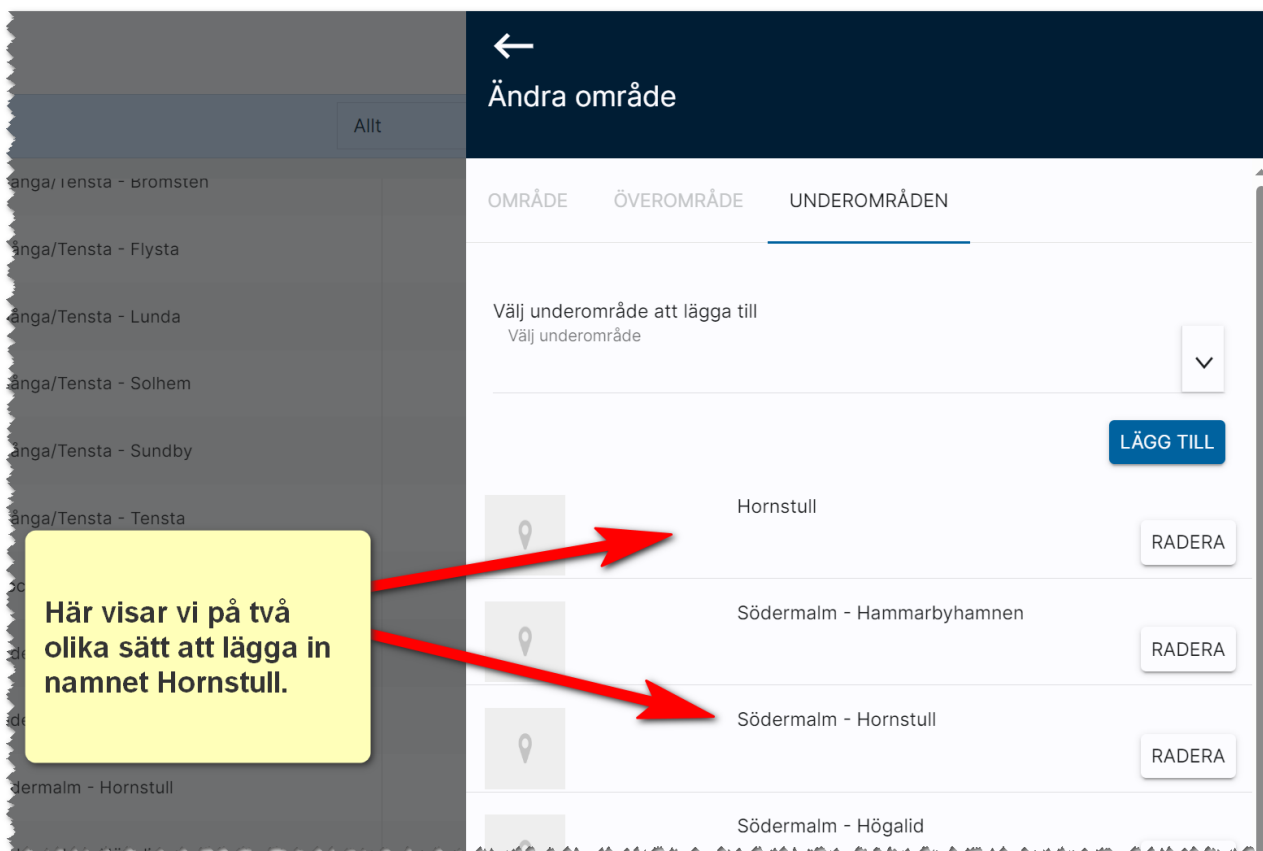 Ändra område
Allt
OMRÅDE ÖVEROMRÅDE UNDEROMRÅDEN
ånga/Tensta - Bromsten
ånga/Tensta - Flysta
ånga/Tensta - Lunda
ånga/Tensta - Solhem
ånga/Tensta - Sundby
ånga/Tensta - Tensta
dermalm - Hornstull
Välj underområde att lägga till
Välj underområde
LÄGG TILL
Hornstull
RADERA
Södermalm - Hammarbyhamnen
RADERA
Södermalm - Hornstull
RADERA
Södermalm - Högalid
Här visar vi på två
olika sätt att lägga in
namnet Hornstull.